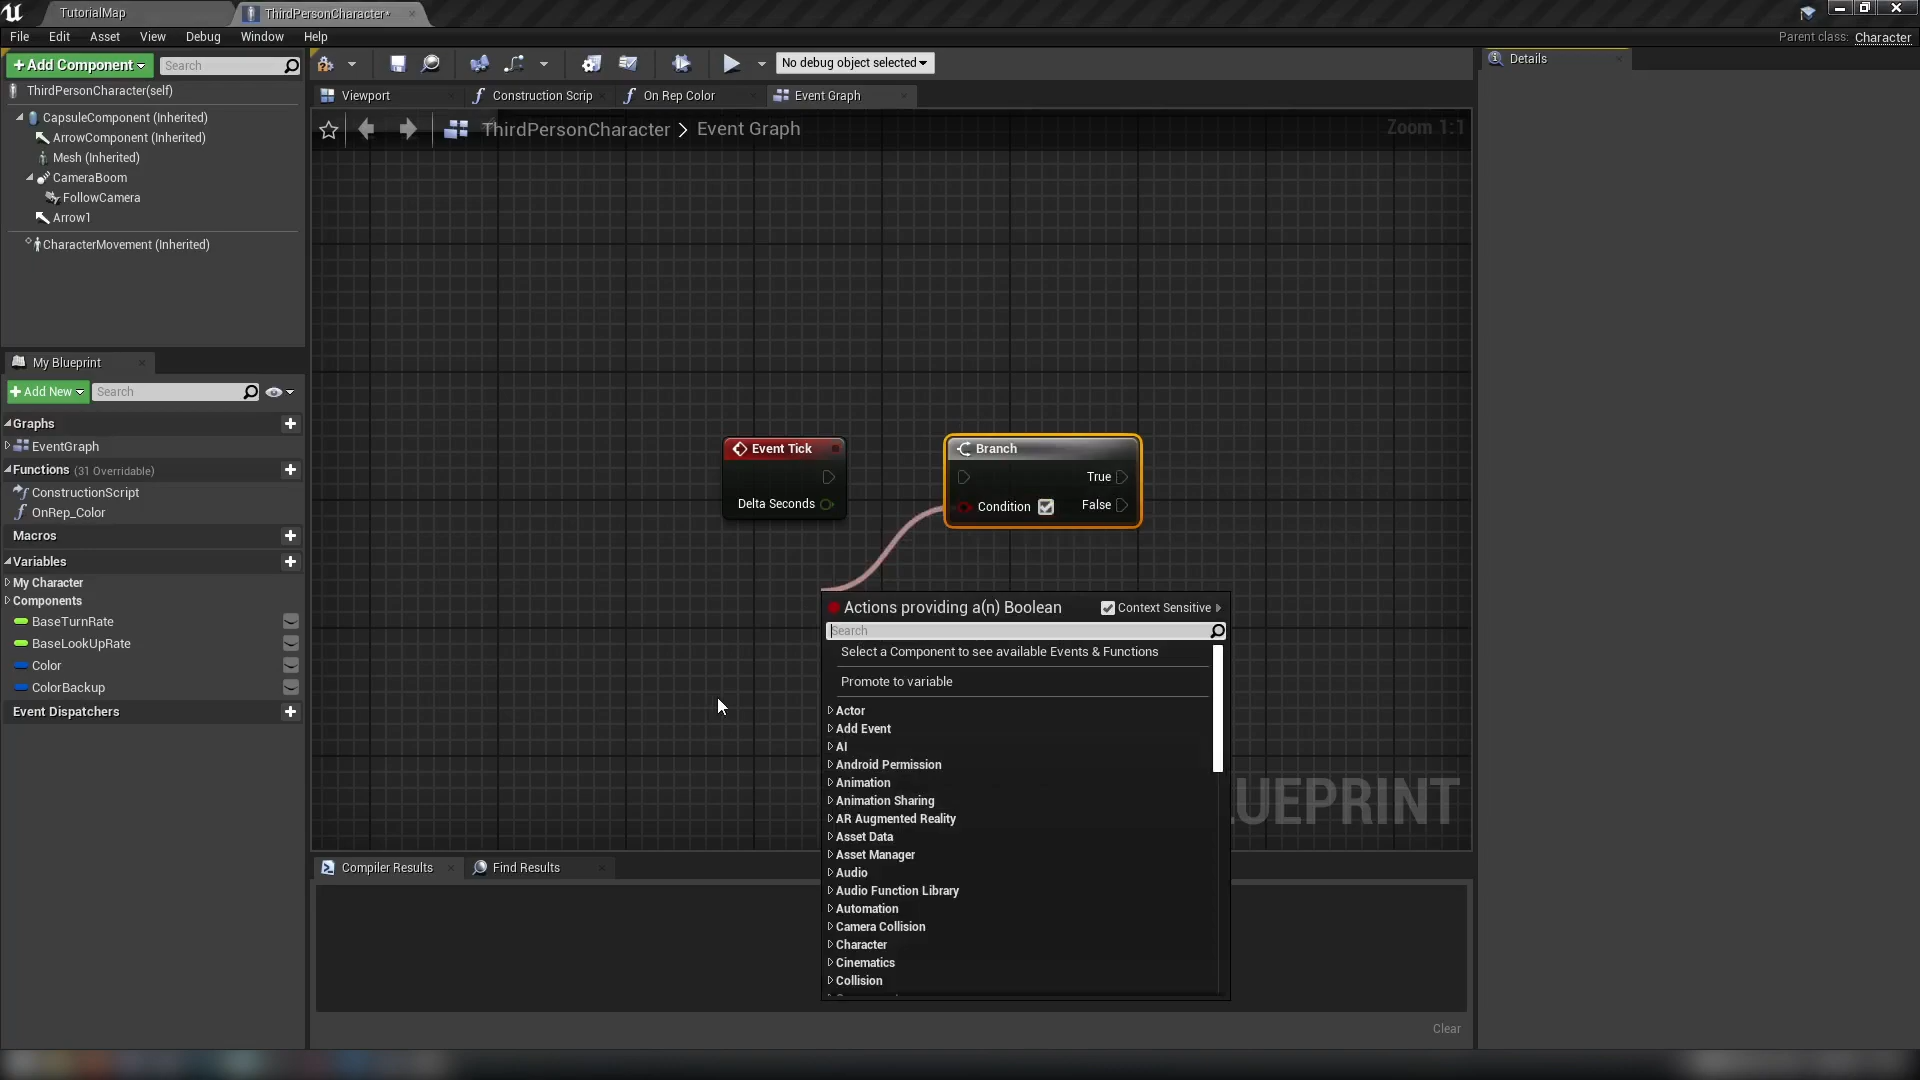 TutorialMap
ThirdPersonCharacter*
File Edit Asset View Debug Window Help
Parent class: Character
+ Add Component
Search
No debug object selected
Details
ThirdPersonCharacter(self)
Viewport
Construction Scrip
On Rep Color
Event Graph
CapsuleComponent (Inherited)
ArrowComponent (Inherited)
Mesh (Inherited)
CameraBoom
FollowCamera
Arrow1
CharacterMovement (Inherited)
ThirdPersonCharacter > Event Graph
Zoom 1:1
My Blueprint
+ Add New
Search
Graphs
EventGraph
Functions (31 Overridable)
ConstructionScript
OnRep_Color
Macros
Variables
My Character
Components
BaseTurnRate
BaseLookUpRate
Color
ColorBackup
Event Dispatchers
Event Tick
Delta Seconds
Branch
True
Condition
False
Actions providing a(n) Boolean
Context Sensitive
Search
Select a Component to see available Events & Functions
Promote to variable
Actor
Add Event
AI
Android Permission
Animation
Animation Sharing
AR Augmented Reality
Asset Data
Asset Manager
Audio
Audio Function Library
Automation
Camera Collision
Character
Cinematics
Collision
UEPRINT
Compiler Results
Find Results
Clear